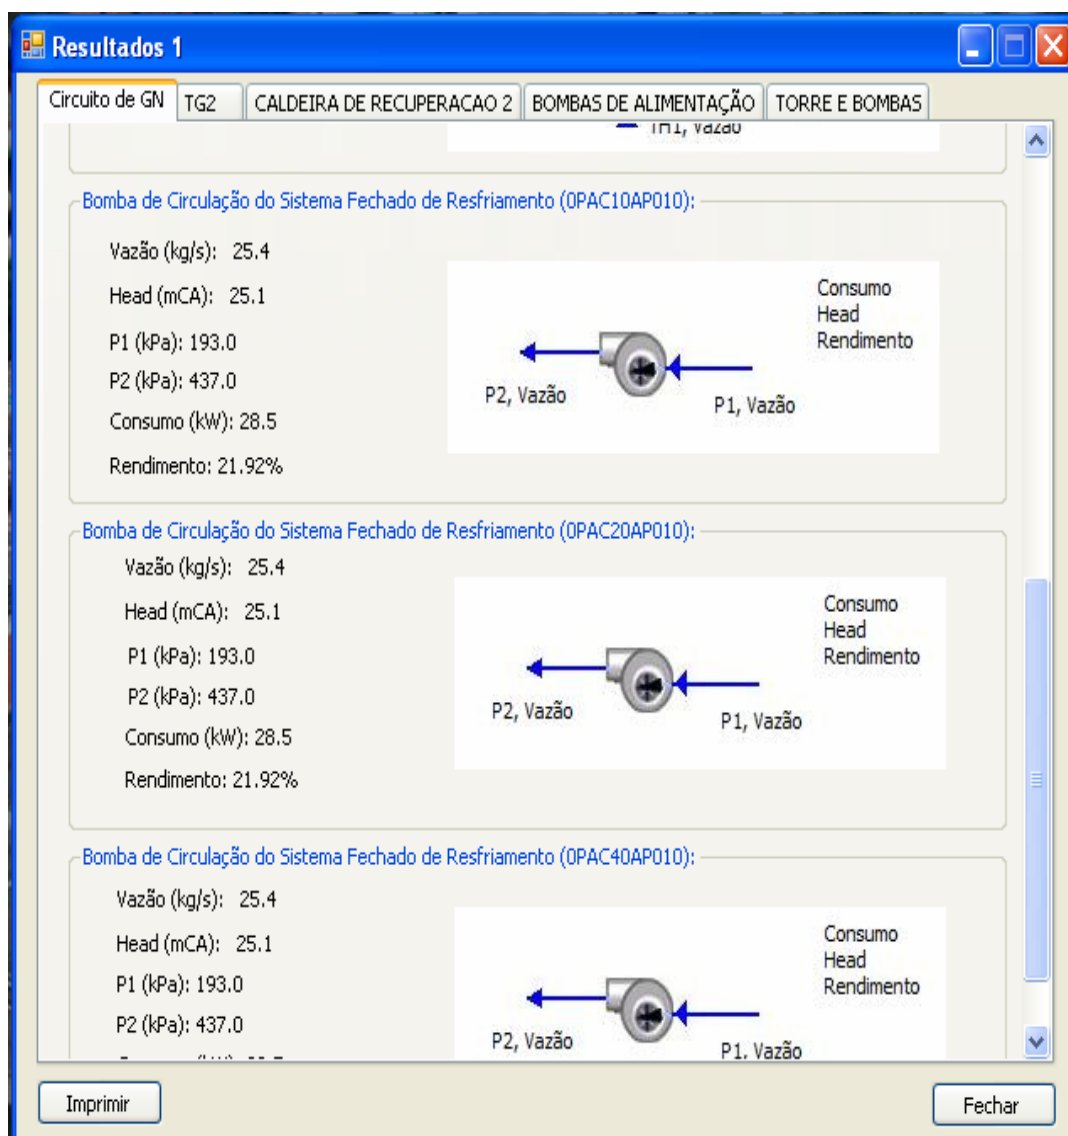 Resultados 1
Circuito de GN TG2 CALDEIRA DE RECUPERACAO 2 BOMBAS DE ALIMENTAÇÃO TORRE E BOMBAS
TH1, Vazão
Bomba de Circulação do Sistema Fechado de Resfriamento (0PAC10AP010):
Vazão (kg/s): 25.4
Head (mCA): 25.1
P1 (kPa): 193.0
P2 (kPa): 437.0
Consumo (kW): 28.5
Rendimento: 21.92%
P2, Vazão
P1, Vazão
Consumo
Head
Rendimento
Bomba de Circulação do Sistema Fechado de Resfriamento (0PAC20AP010):
Vazão (kg/s): 25.4
Head (mCA): 25.1
P1 (kPa): 193.0
P2 (kPa): 437.0
Consumo (kW): 28.5
Rendimento: 21.92%
P2, Vazão
P1, Vazão
Consumo
Head
Rendimento
Bomba de Circulação do Sistema Fechado de Resfriamento (0PAC40AP010):
Vazão (kg/s): 25.4
Head (mCA): 25.1
P1 (kPa): 193.0
P2 (kPa): 437.0
P2, Vazão
P1, Vazão
Consumo
Head
Rendimento
Imprimir
Fechar